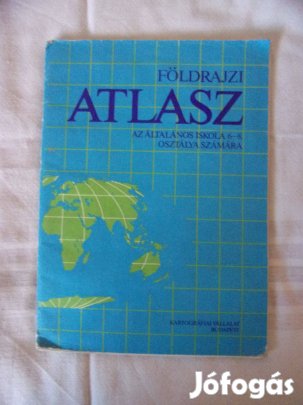 FÖLDRAJZI
ATLASZ
AZ ÁLTALÁNOS ISKOLA 6–8.
OSZTÁLYA SZÁMÁRA
KARTOGRÁFIAI VÁLLALAT
BUDAPEST
Jófogás